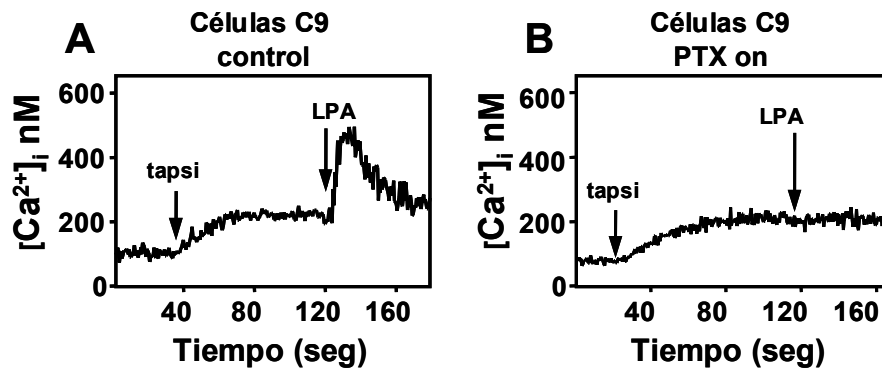 A
Células C9
control
[Ca²⁺]ᵢ nM
600
400
200
0
tapsi
LPA
40
80
120
160
Tiempo (seg)
B
Células C9
PTX on
[Ca²⁺]ᵢ nM
600
400
200
0
tapsi
LPA
40
80
120
160
Tiempo (seg)